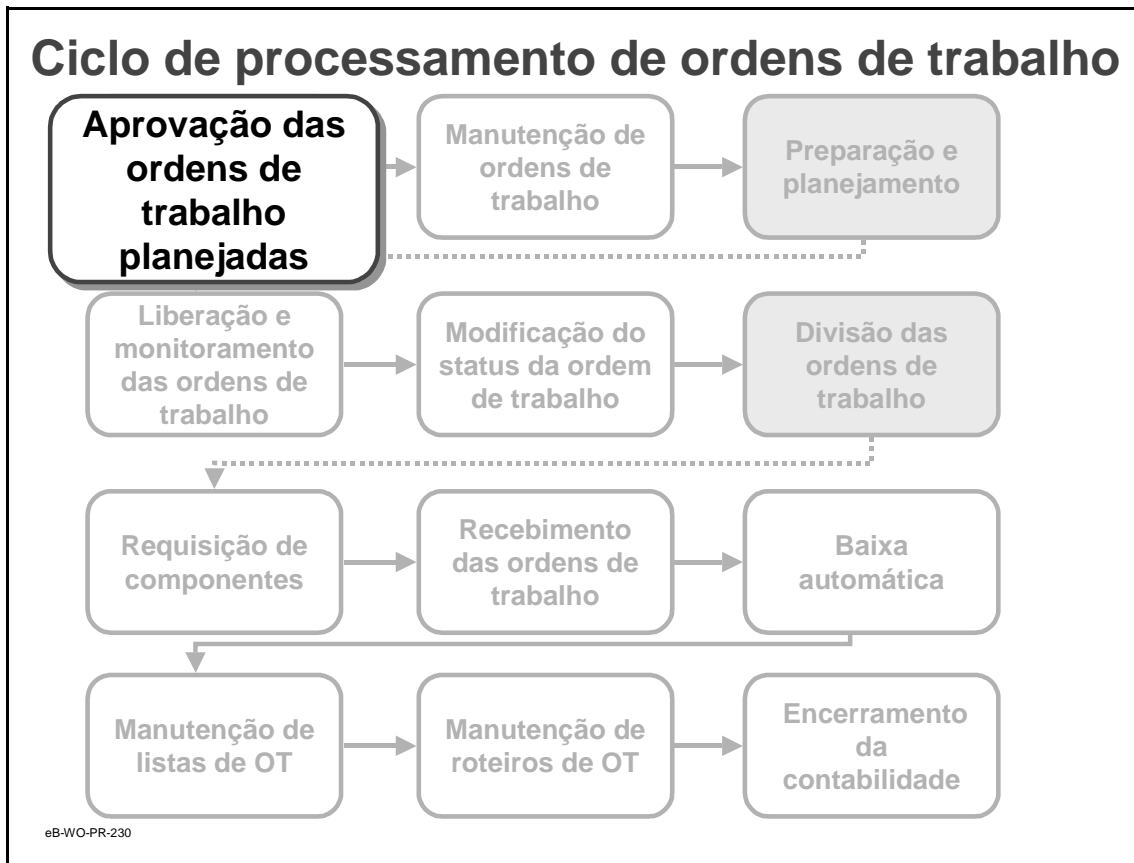 Ciclo de processamento de ordens de trabalho
Aprovação das
ordens de
trabalho
planejadas
Manutenção de
ordens de
trabalho
Preparação e
planejamento
Liberação e
monitoramento
das ordens de
trabalho
Modificação do
status da ordem
de trabalho
Divisão das
ordens de
trabalho
Requisição de
componentes
Recebimento
das ordens de
trabalho
Baixa
automática
Manutenção de
listas de OT
Manutenção de
roteiros de OT
Encerramento
da
contabilidade
eB-WO-PR-230